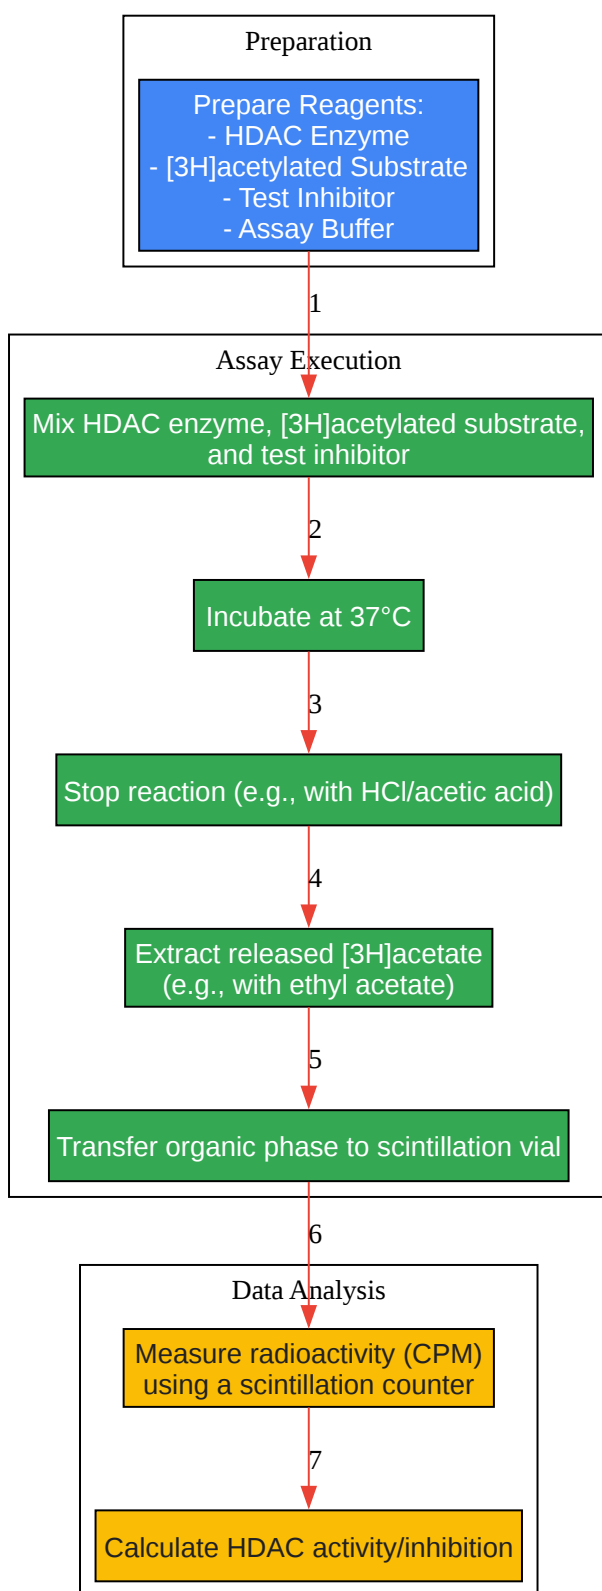 Preparation
Prepare Reagents:
- HDAC Enzyme
- [3H]acetylated Substrate
- Test Inhibitor
- Assay Buffer
1
Assay Execution
Mix HDAC enzyme, [3H]acetylated substrate,
and test inhibitor
2
Incubate at 37°C
3
Stop reaction (e.g., with HCl/acetic acid)
4
Extract released [3H]acetate
(e.g., with ethyl acetate)
5
Transfer organic phase to scintillation vial
6
Data Analysis
Measure radioactivity (CPM)
using a scintillation counter
7
Calculate HDAC activity/inhibition